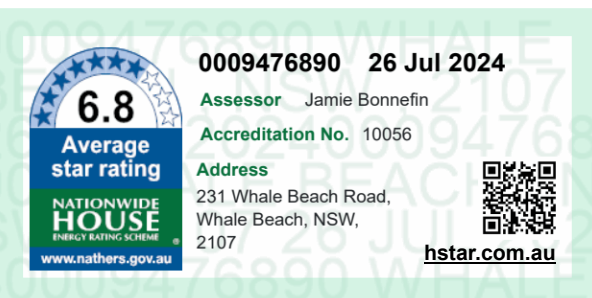 0009476890 26 Jul 2024
Assessor Jamie Bonnefin
Accreditation No. 10056
Address
231 Whale Beach Road,
Whale Beach, NSW,
2107
hstar.com.au
6.8
Average
star rating
NATIONWIDE
HOUSE
ENERGY RATING SCHEME ®
www.nathers.gov.au